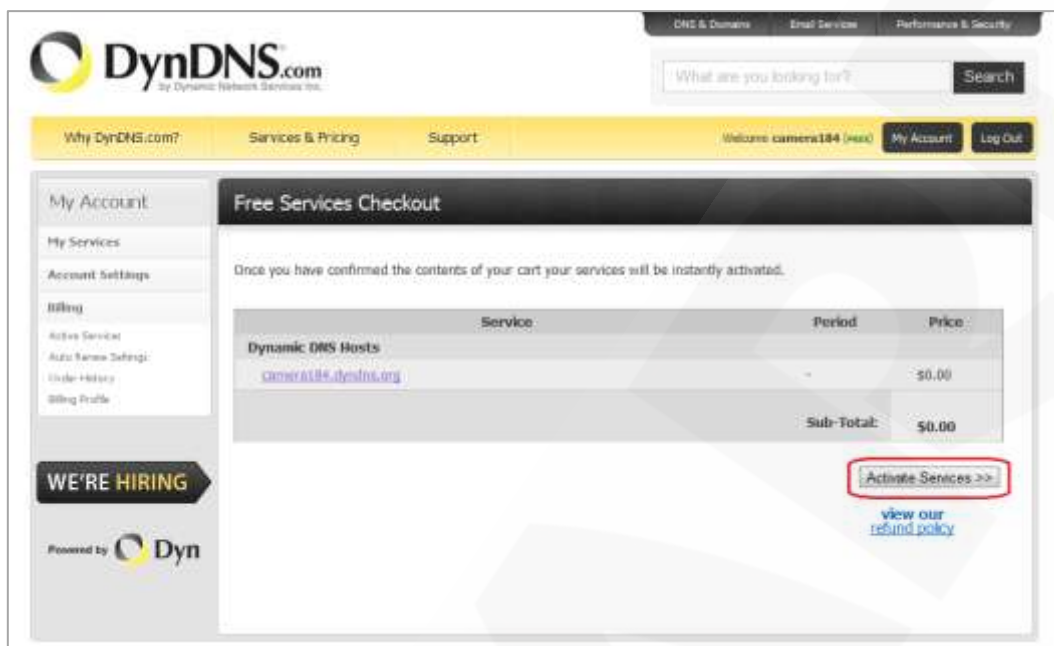 DNS & Domains Email Services Performance & Security
DynDNS.com
by Dynamic Network Services Inc.
What are you looking for?
Search
Why DynDNS.com? Services & Pricing Support
Welcome camera184 My Account Log Out
My Account
My Services
Account Settings
Billing
Active Services
Auto Renew Settings
Order History
Billing Profile
WE'RE HIRING
Powered by Dyn
Free Services Checkout
Once you have confirmed the contents of your cart your services will be instantly activated.
Service Period Price
Dynamic DNS Hosts
camera184.dyndns.org - $0.00
Sub-Total: $0.00
Activate Services >>
view our
refund policy